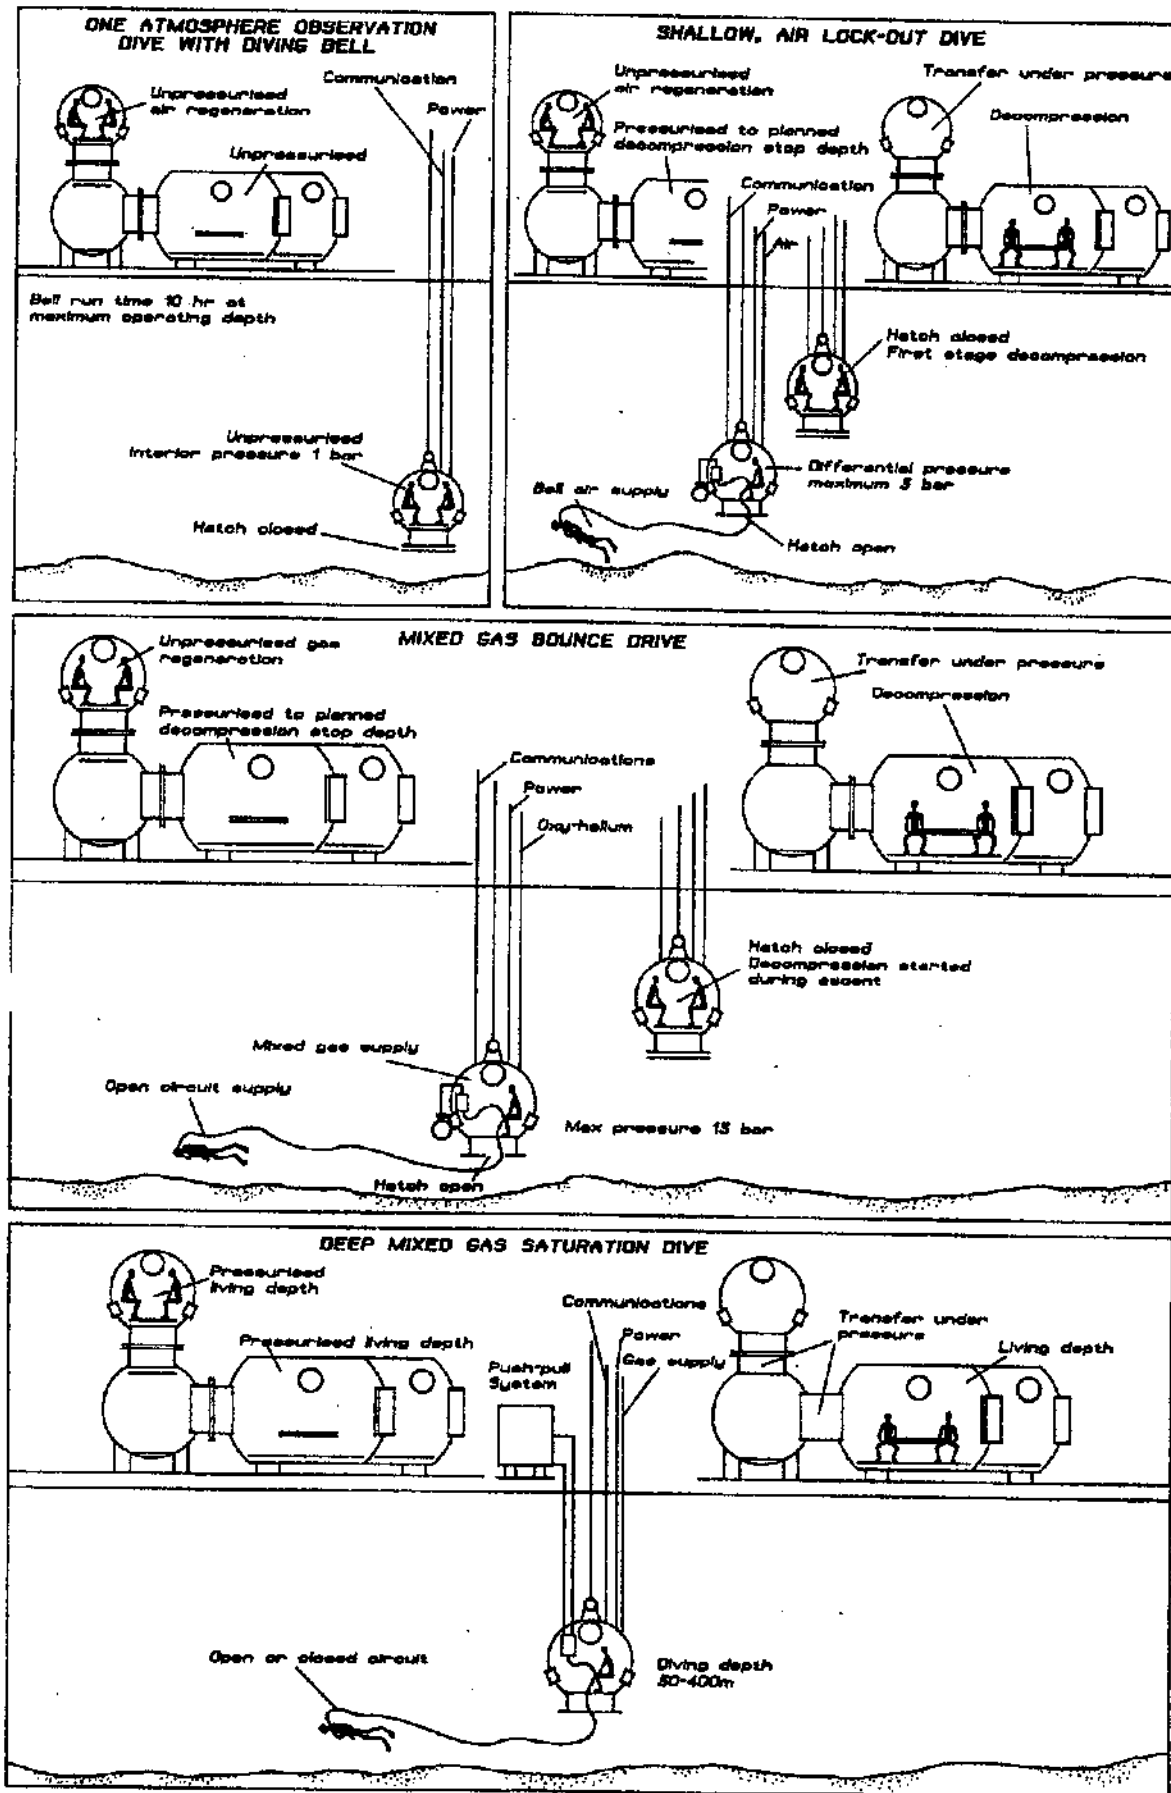 ONE ATMOSPHERE OBSERVATION
DIVE WITH DIVING BELL
Communication
Unpressurised
air regeneration
Power
Unpressurised
Bell run time 10 hr at
maximum operating depth
Unpressurised
interior pressure 1 bar
Hatch closed
SHALLOW, AIR LOCK-OUT DIVE
Unpressurised
air regeneration
Transfer under pressure
Pressurised to planned
decompression stop depth
Decompression
Communication
Power
Air
Hatch closed
First stage decompression
Differential pressure
maximum 5 bar
Bell air supply
Hatch open
MIXED GAS BOUNCE DRIVE
Unpressurised gas
regeneration
Transfer under pressure
Decompression
Pressurised to planned
decompression stop depth
Communications
Power
Oxy-helium
Hatch closed
Decompression started
during ascent
Mixed gas supply
Open circuit supply
Max pressure 15 bar
Hatch open
DEEP MIXED GAS SATURATION DIVE
Pressurised
living depth
Communications
Transfer under
pressure
Pressurised living depth
Power
Gas supply
Living depth
Push-pull
System
Open or closed circuit
Diving depth
50-400m